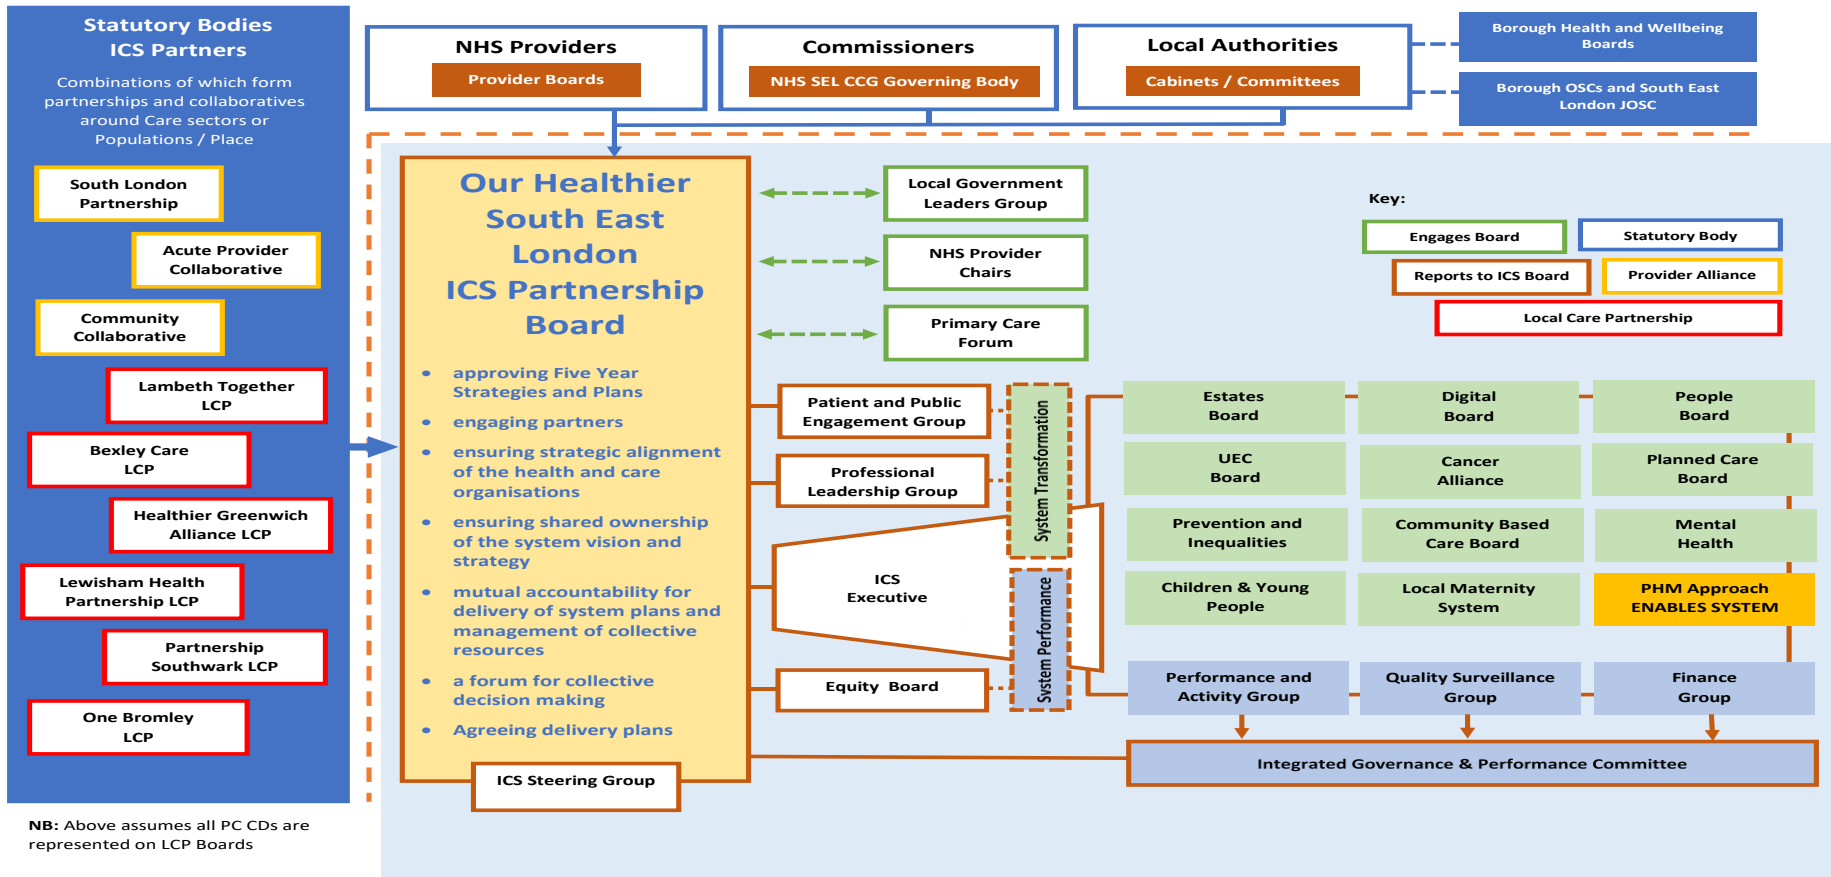 Statutory Bodies
ICS Partners
Combinations of which form
partnerships and collaboratives
around Care sectors or
Populations / Place
South London
Partnership
Acute Provider
Collaborative
Community
Collaborative
Lambeth Together
LCP
Bexley Care
LCP
Healthier Greenwich
Alliance LCP
Lewisham Health
Partnership LCP
Partnership
Southwark LCP
One Bromley
LCP
NB: Above assumes all PC CDs are
represented on LCP Boards
NHS Providers
Provider Boards
Commissioners
NHS SEL CCG Governing Body
Local Authorities
Cabinets / Committees
Borough Health and Wellbeing
Boards
Borough OSCs and South East
London JOSC
Our Healthier
South East
London
ICS Partnership
Board
• approving Five Year
Strategies and Plans
• engaging partners
• ensuring strategic alignment
of the health and care
organisations
• ensuring shared ownership
of the system vision and
strategy
• mutual accountability for
delivery of system plans and
management of collective
resources
• a forum for collective
decision making
• Agreeing delivery plans
ICS Steering Group
Local Government
Leaders Group
NHS Provider
Chairs
Primary Care
Forum
Key:
Engages Board
Statutory Body
Reports to ICS Board
Provider Alliance
Local Care Partnership
Patient and Public
Engagement Group
Professional
Leadership Group
ICS
Executive
Equity Board
System Transformation
System Performance
Estates
Board
Digital
Board
People
Board
UEC
Board
Cancer
Alliance
Planned Care
Board
Prevention and
Inequalities
Community Based
Care Board
Mental
Health
Children & Young
People
Local Maternity
System
PHM Approach
ENABLES SYSTEM
Performance and
Activity Group
Quality Surveillance
Group
Finance
Group
Integrated Governance & Performance Committee